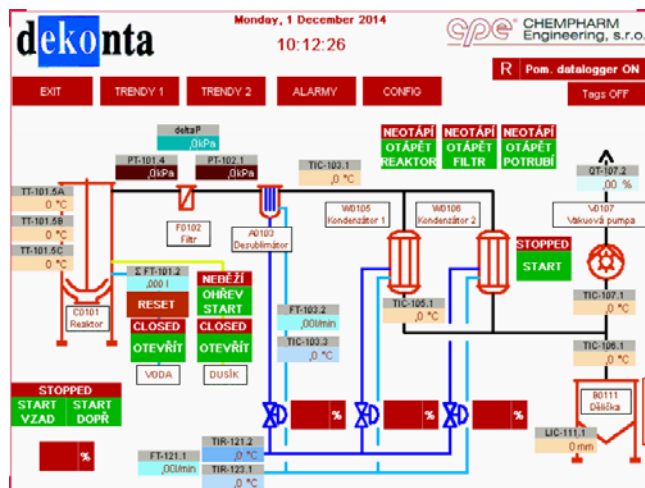 dekonta
Monday, 1 December 2014
10:12:26
cpe CHEMPHARM
Engineering, s.r.o.
R Pom. datalogger ON
EXIT TRENDY 1 TRENDY 2 ALARMY CONFIG Tags OFF
deltaP
,0kPa
NEOTÁPÍ NEOTÁPÍ NEOTÁPÍ
OTÁPĚT OTÁPĚT OTÁPĚT
REAKTOR FILTR POTRUBÍ
PT-101.4 PT-102.1 TIC-103.1
,0kPa ,0kPa ,0 °C
QT-107.2
,00 %
TT-101.5A
0 °C
TT-101.5B
0 °C
TT-101.5C
0 °C
F0102
Filtr
A0103
Desublimátor
W0105
Kondenzátor 1
W0106
Kondenzátor 2
V0107
Vakuová pumpa
STOPPED
START
Σ FT-101.2
,000 l
RESET
NEBĚŽÍ
OHŘEV
START
C0101
Reaktor
CLOSED CLOSED
OTEVŘÍT OTEVŘÍT
VODA DUSÍK
FT-103.2
,00l/min
TIC-103.3
,0 °C
TIC-105.1
,0 °C
TIC-107.1
,0 °C
TIC-106.1
,0 °C
B0111
Dělička
LIC-111.1
0 mm
STOPPED
START START
VZAD DOPŘ
%
% % %
FT-121.1
,00l/min
TIR-121.2
,0 °C
TIR-123.1
,0 °C